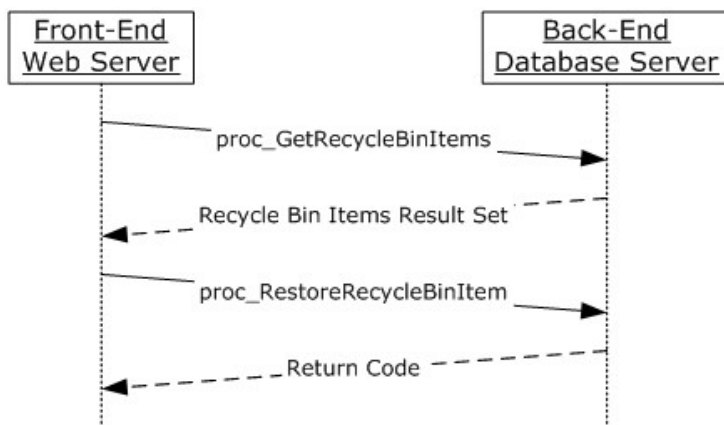 Front-End
Web Server
Back-End
Database Server
proc_GetRecycleBinItems
Recycle Bin Items Result Set
proc_RestoreRecycleBinItem
Return Code